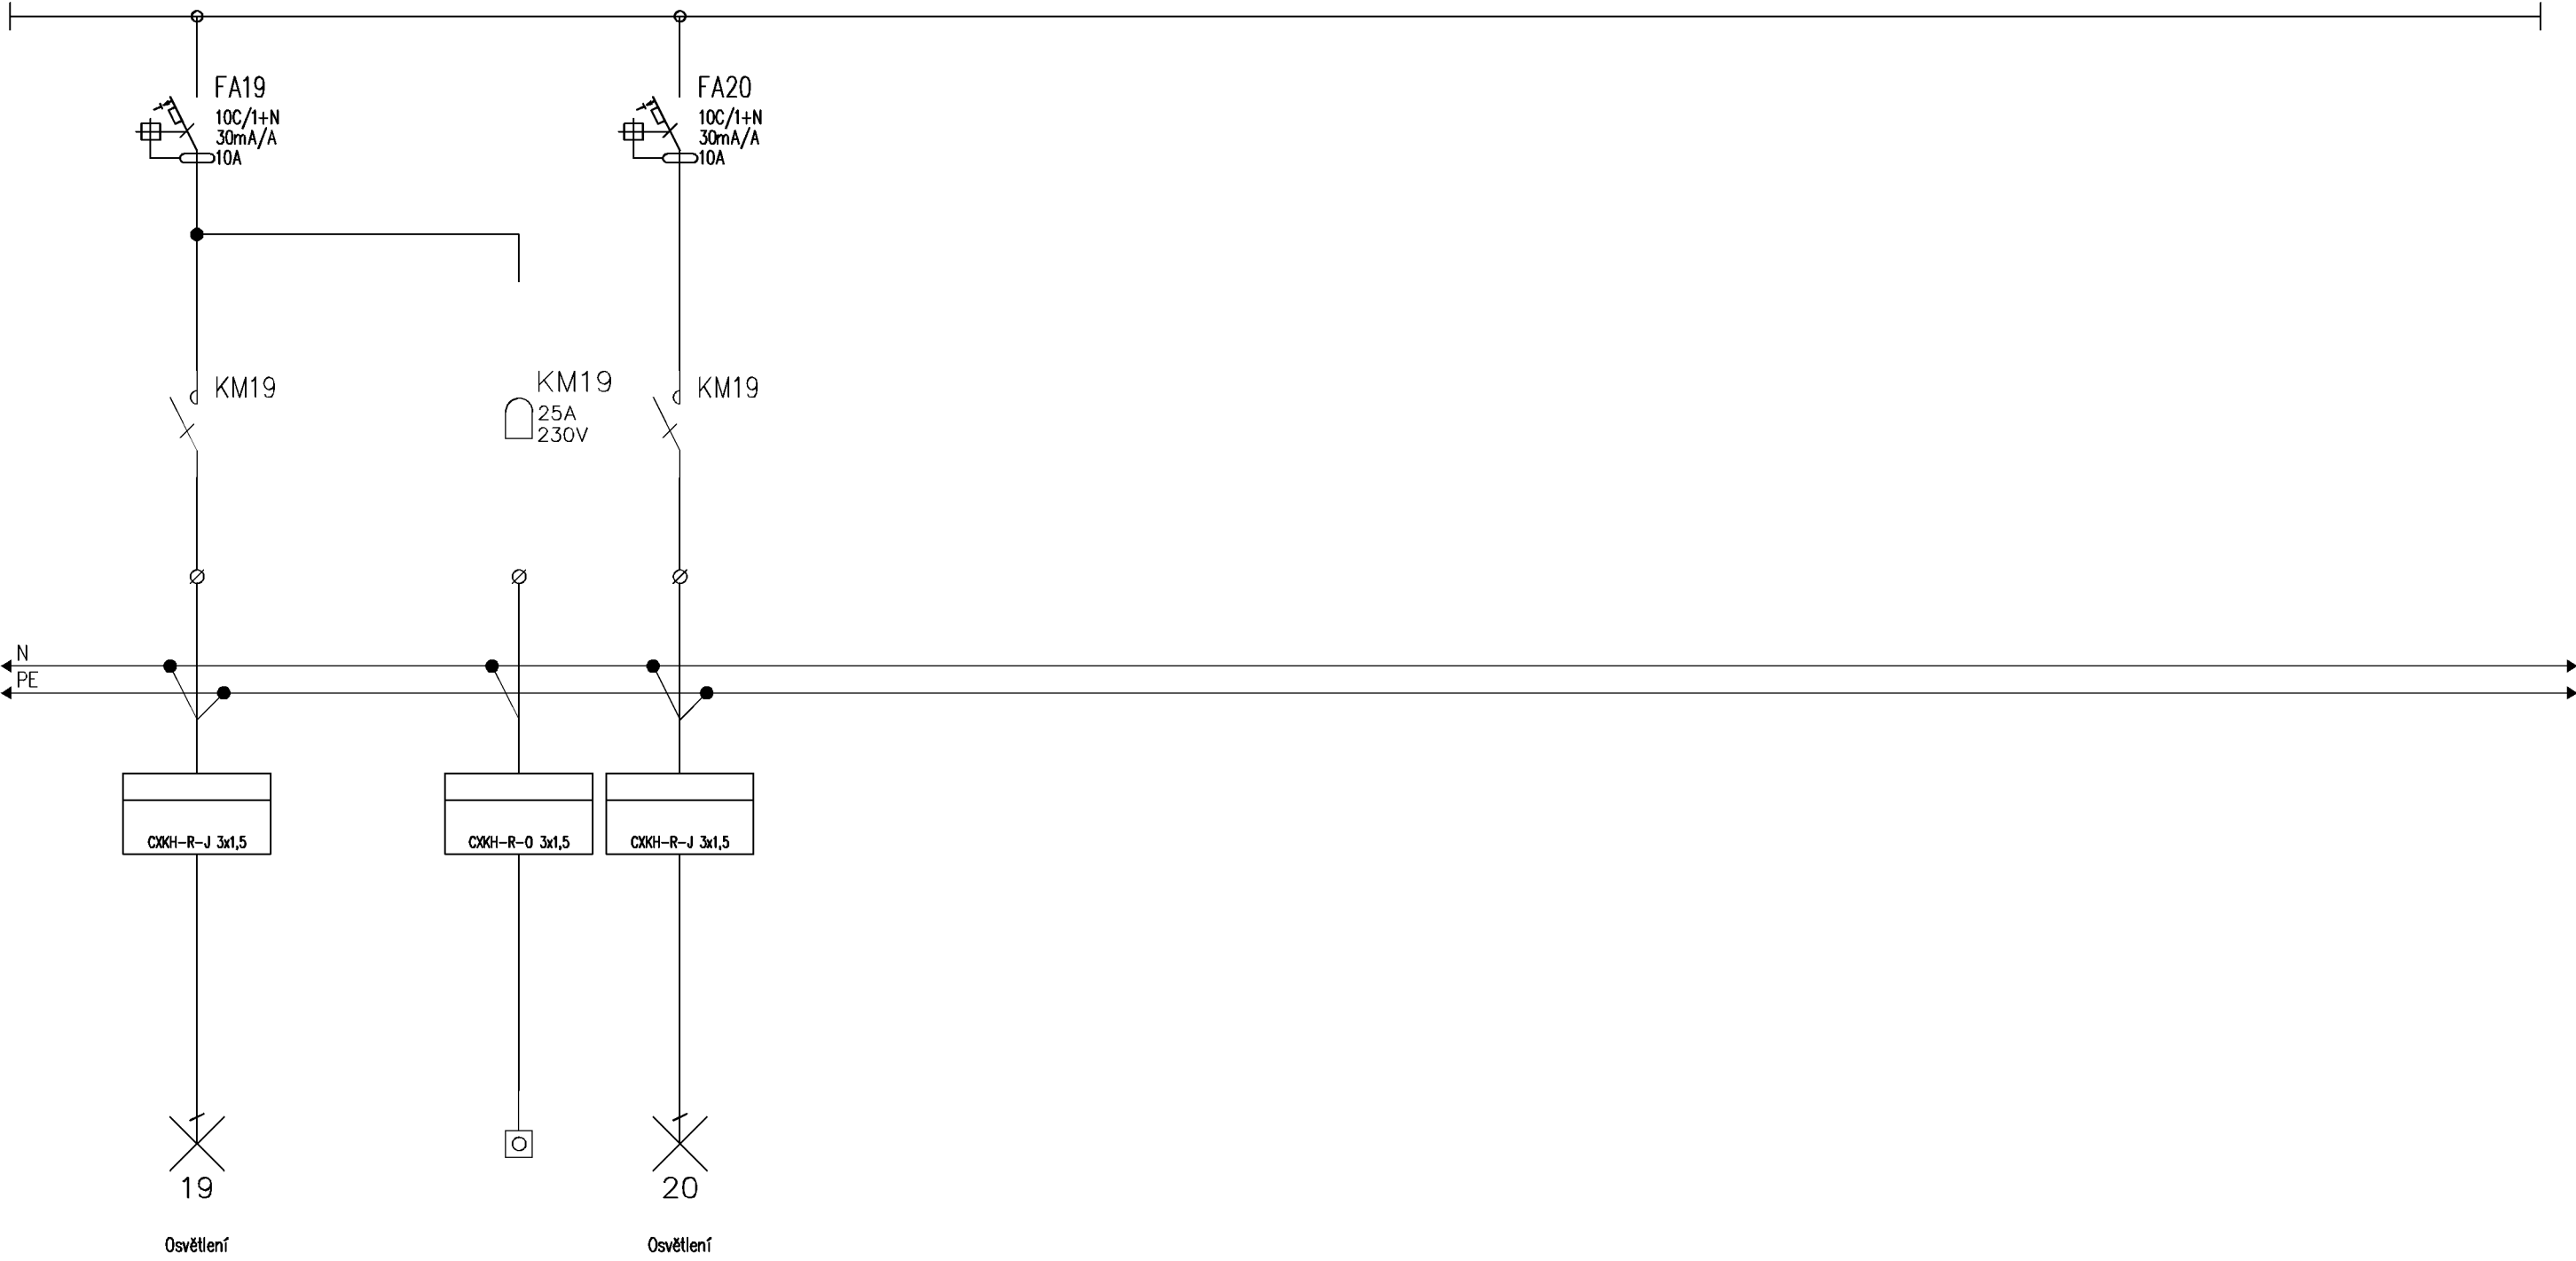 FA19
10C/1+N
30mA/A
10A
FA20
10C/1+N
30mA/A
10A
KM19
KM19
25A
230V
KM19
N
PE
CXKH-R-J 3x1,5
CXKH-R-O 3x1,5
CXKH-R-J 3x1,5
19
20
Osvětlení
Osvětlení